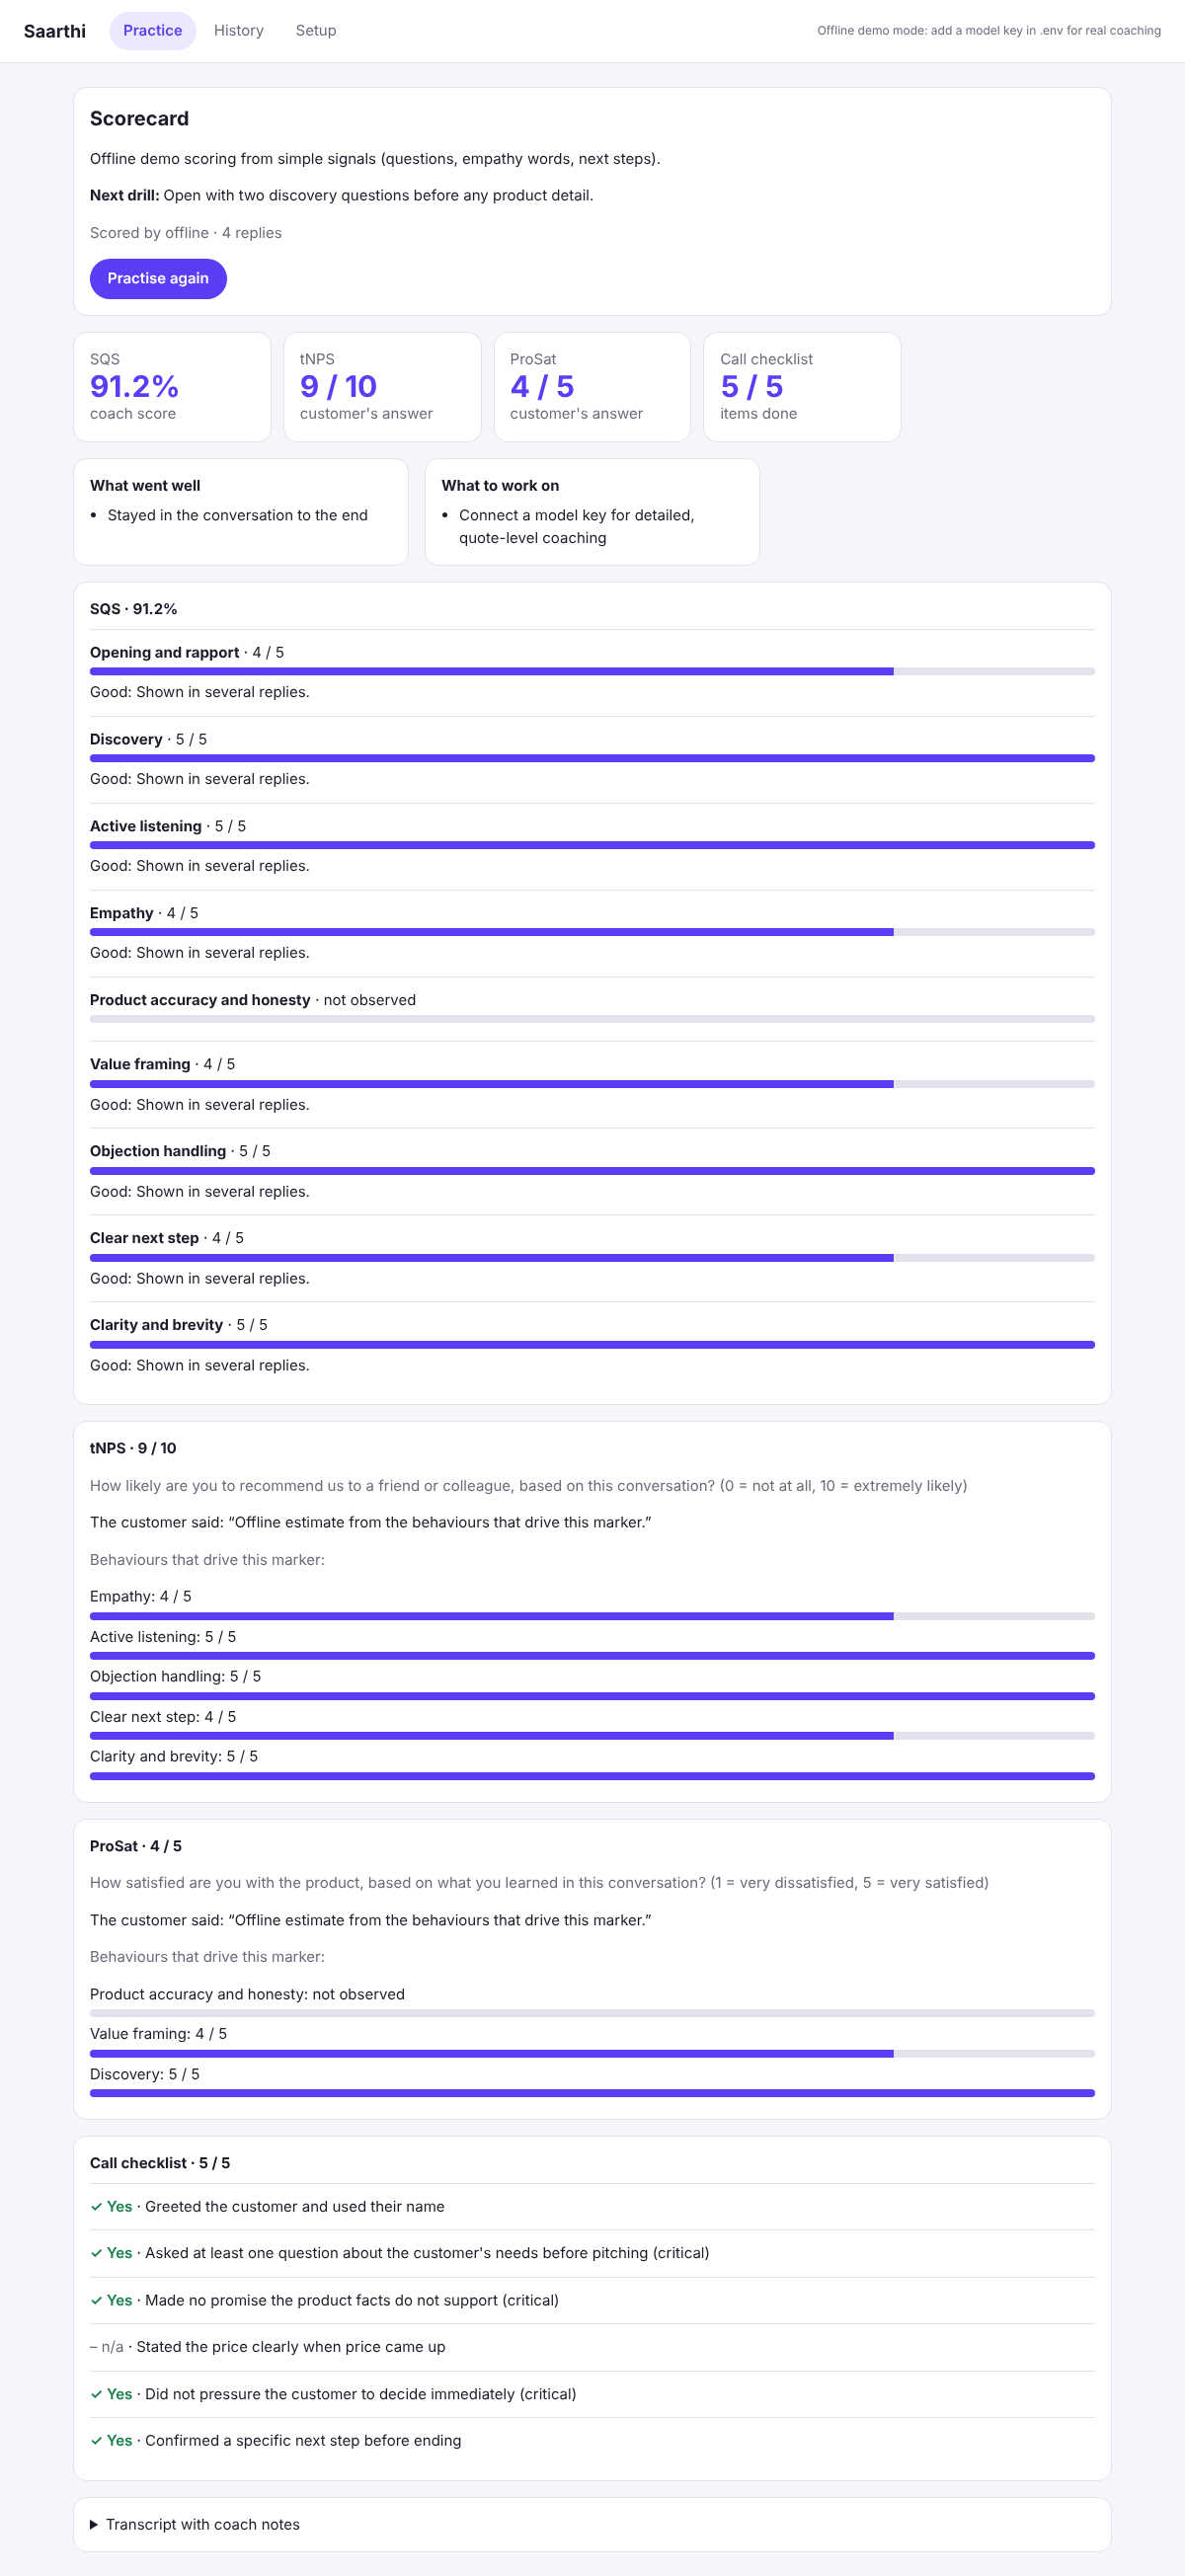 Saarthi
Practice
History
Setup
Offline demo mode: add a model key in .env for real coaching
Scorecard
Offline demo scoring from simple signals (questions, empathy words, next steps).
Next drill: Open with two discovery questions before any product detail.
Scored by offline · 4 replies
Practise again
SQS
91.2%
coach score
tNPS
9 / 10
customer's answer
ProSat
4 / 5
customer's answer
Call checklist
5 / 5
items done
What went well
• Stayed in the conversation to the end
What to work on
• Connect a model key for detailed,
quote-level coaching
SQS · 91.2%
Opening and rapport · 4 / 5
Good: Shown in several replies.
Discovery · 5 / 5
Good: Shown in several replies.
Active listening · 5 / 5
Good: Shown in several replies.
Empathy · 4 / 5
Good: Shown in several replies.
Product accuracy and honesty · not observed
Value framing · 4 / 5
Good: Shown in several replies.
Objection handling · 5 / 5
Good: Shown in several replies.
Clear next step · 4 / 5
Good: Shown in several replies.
Clarity and brevity · 5 / 5
Good: Shown in several replies.
tNPS · 9 / 10
How likely are you to recommend us to a friend or colleague, based on this conversation? (0 = not at all, 10 = extremely likely)
The customer said: “Offline estimate from the behaviours that drive this marker.”
Behaviours that drive this marker:
Empathy: 4 / 5
Active listening: 5 / 5
Objection handling: 5 / 5
Clear next step: 4 / 5
Clarity and brevity: 5 / 5
ProSat · 4 / 5
How satisfied are you with the product, based on what you learned in this conversation? (1 = very dissatisfied, 5 = very satisfied)
The customer said: “Offline estimate from the behaviours that drive this marker.”
Behaviours that drive this marker:
Product accuracy and honesty: not observed
Value framing: 4 / 5
Discovery: 5 / 5
Call checklist · 5 / 5
✓ Yes · Greeted the customer and used their name
✓ Yes · Asked at least one question about the customer's needs before pitching (critical)
✓ Yes · Made no promise the product facts do not support (critical)
– n/a · Stated the price clearly when price came up
✓ Yes · Did not pressure the customer to decide immediately (critical)
✓ Yes · Confirmed a specific next step before ending
▶ Transcript with coach notes